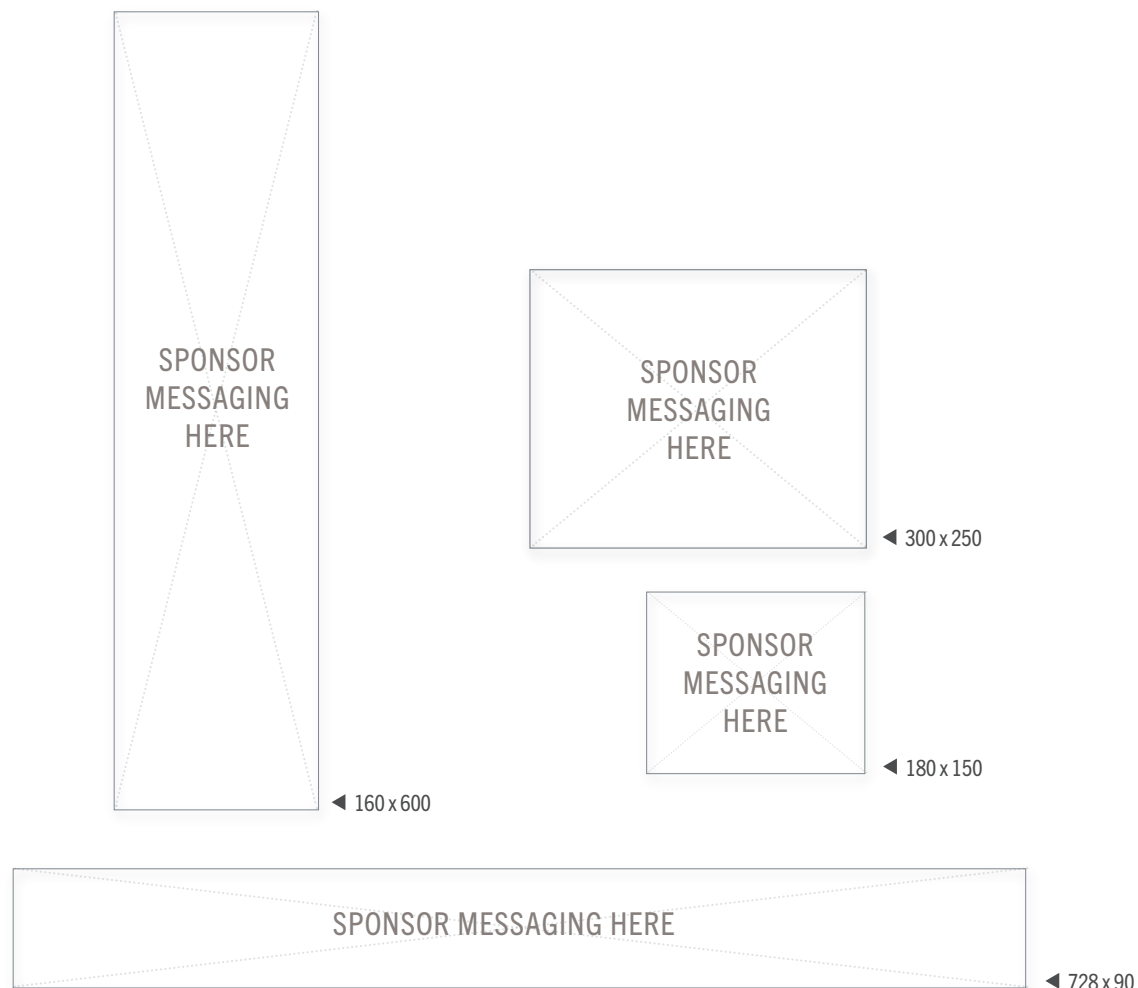 SPONSOR
MESSAGING
HERE
◀ 160 x 600
SPONSOR
MESSAGING
HERE
◀ 300 x 250
SPONSOR
MESSAGING
HERE
◀ 180 x 150
SPONSOR MESSAGING HERE
◀ 728 x 90